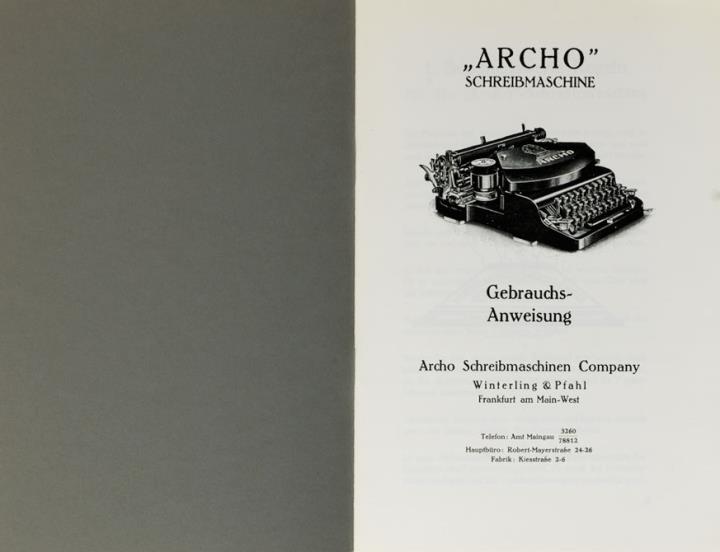 „ARCHO”
SCHREIBMASCHINE
ARCHO
Gebrauchs-
Anweisung
Archo Schreibmaschinen Company
Winterling & Pfahl
Frankfurt am Main-West
Telefon: Amt Maingau 3260
78812
Hauptbüro: Robert-Mayerstraße 24-26
Fabrik: Kiesstraße 2-6